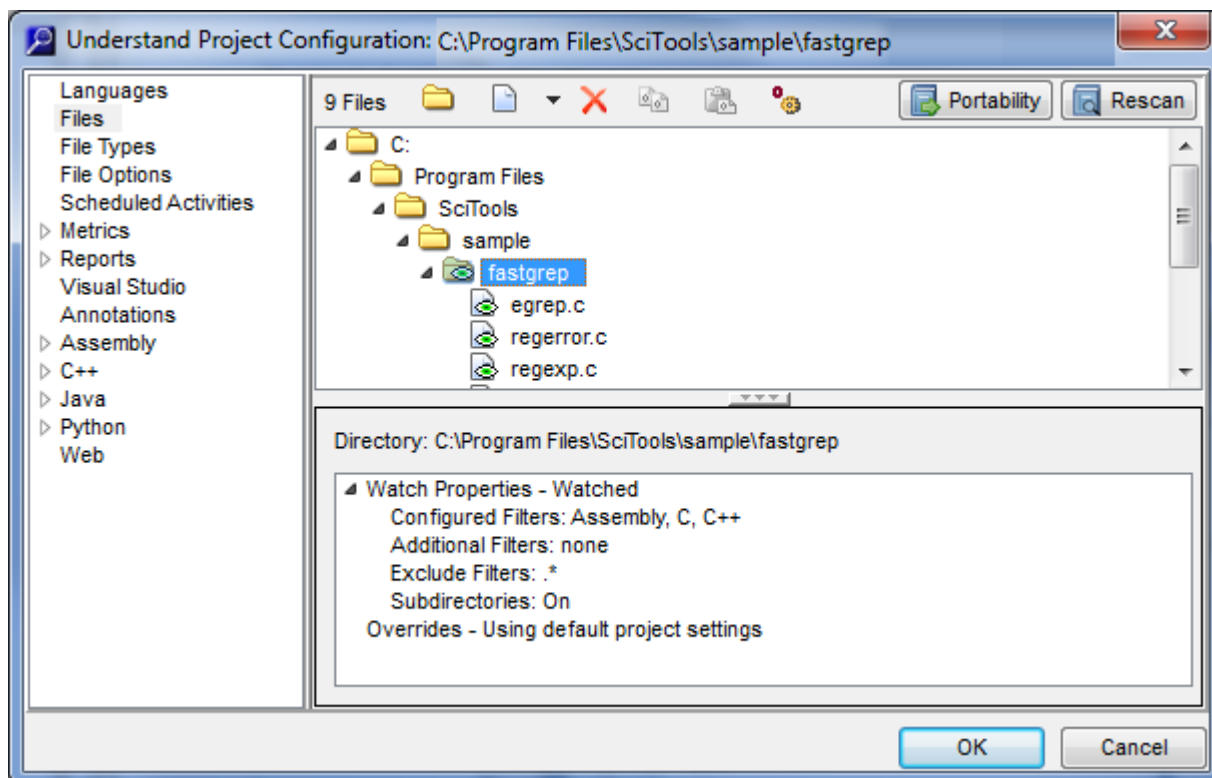 Understand Project Configuration: C:\Program Files\SciTools\sample\fastgrep
Languages
Files
File Types
File Options
Scheduled Activities
Metrics
Reports
Visual Studio
Annotations
Assembly
C++
Java
Python
Web
9 Files
Portability
Rescan
C:
Program Files
SciTools
sample
fastgrep
egrep.c
regerror.c
regexp.c
Directory: C:\Program Files\SciTools\sample\fastgrep
Watch Properties - Watched
Configured Filters: Assembly, C, C++
Additional Filters: none
Exclude Filters: .*
Subdirectories: On
Overrides - Using default project settings
OK
Cancel